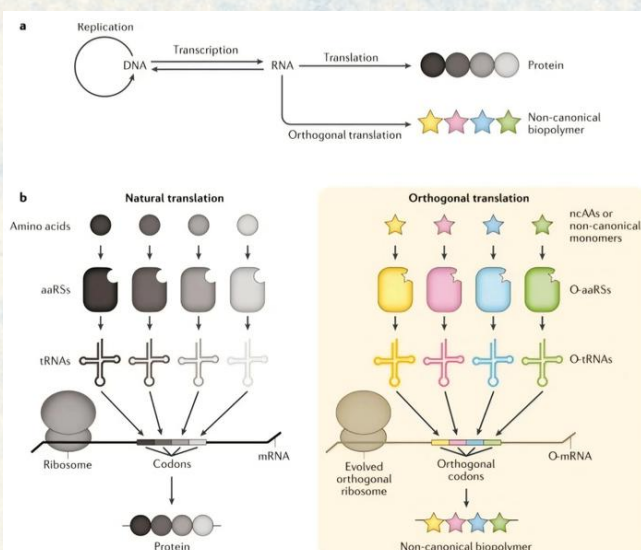 a
Replication
DNA
Transcription
RNA
Translation
Protein
Orthogonal translation
Non-canonical
biopolymer
b
Natural translation
Amino acids
aaRSs
tRNAs
Ribosome
Codons
mRNA
Protein
Orthogonal translation
ncAAs or
non-canonical
monomers
O-aaRSs
O-tRNAs
Evolved
orthogonal
ribosome
Orthogonal
codons
O-mRNA
Non-canonical biopolymer